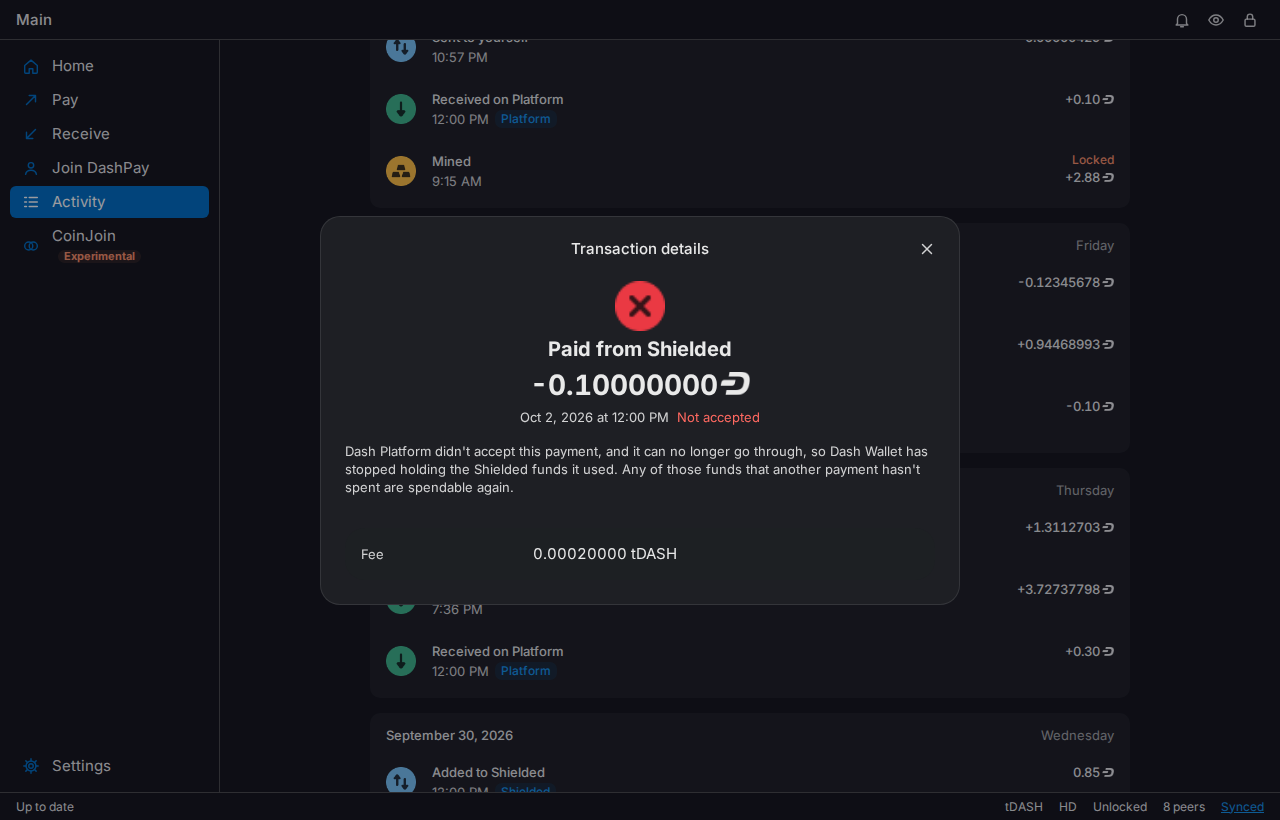 Main
Home
Pay
Receive
Join DashPay
Activity
CoinJoin
Experimental
Settings
10:57 PM
Received on Platform
+0.10
12:00 PM Platform
Mined
Locked
9:15 AM
+2.88
Friday
-0.12345678
+0.94468993
-0.10
Transaction details
Paid from Shielded
-0.10000000
Oct 2, 2026 at 12:00 PM Not accepted
Dash Platform didn't accept this payment, and it can no longer go through, so Dash Wallet has
stopped holding the Shielded funds it used. Any of those funds that another payment hasn't
spent are spendable again.
Fee 0.00020000 tDASH
Thursday
+1.3112703
+3.72737798
7:36 PM
Received on Platform
+0.30
12:00 PM Platform
September 30, 2026 Wednesday
Added to Shielded
0.85
12:00 PM Shielded
Up to date
tDASH HD Unlocked 8 peers Synced